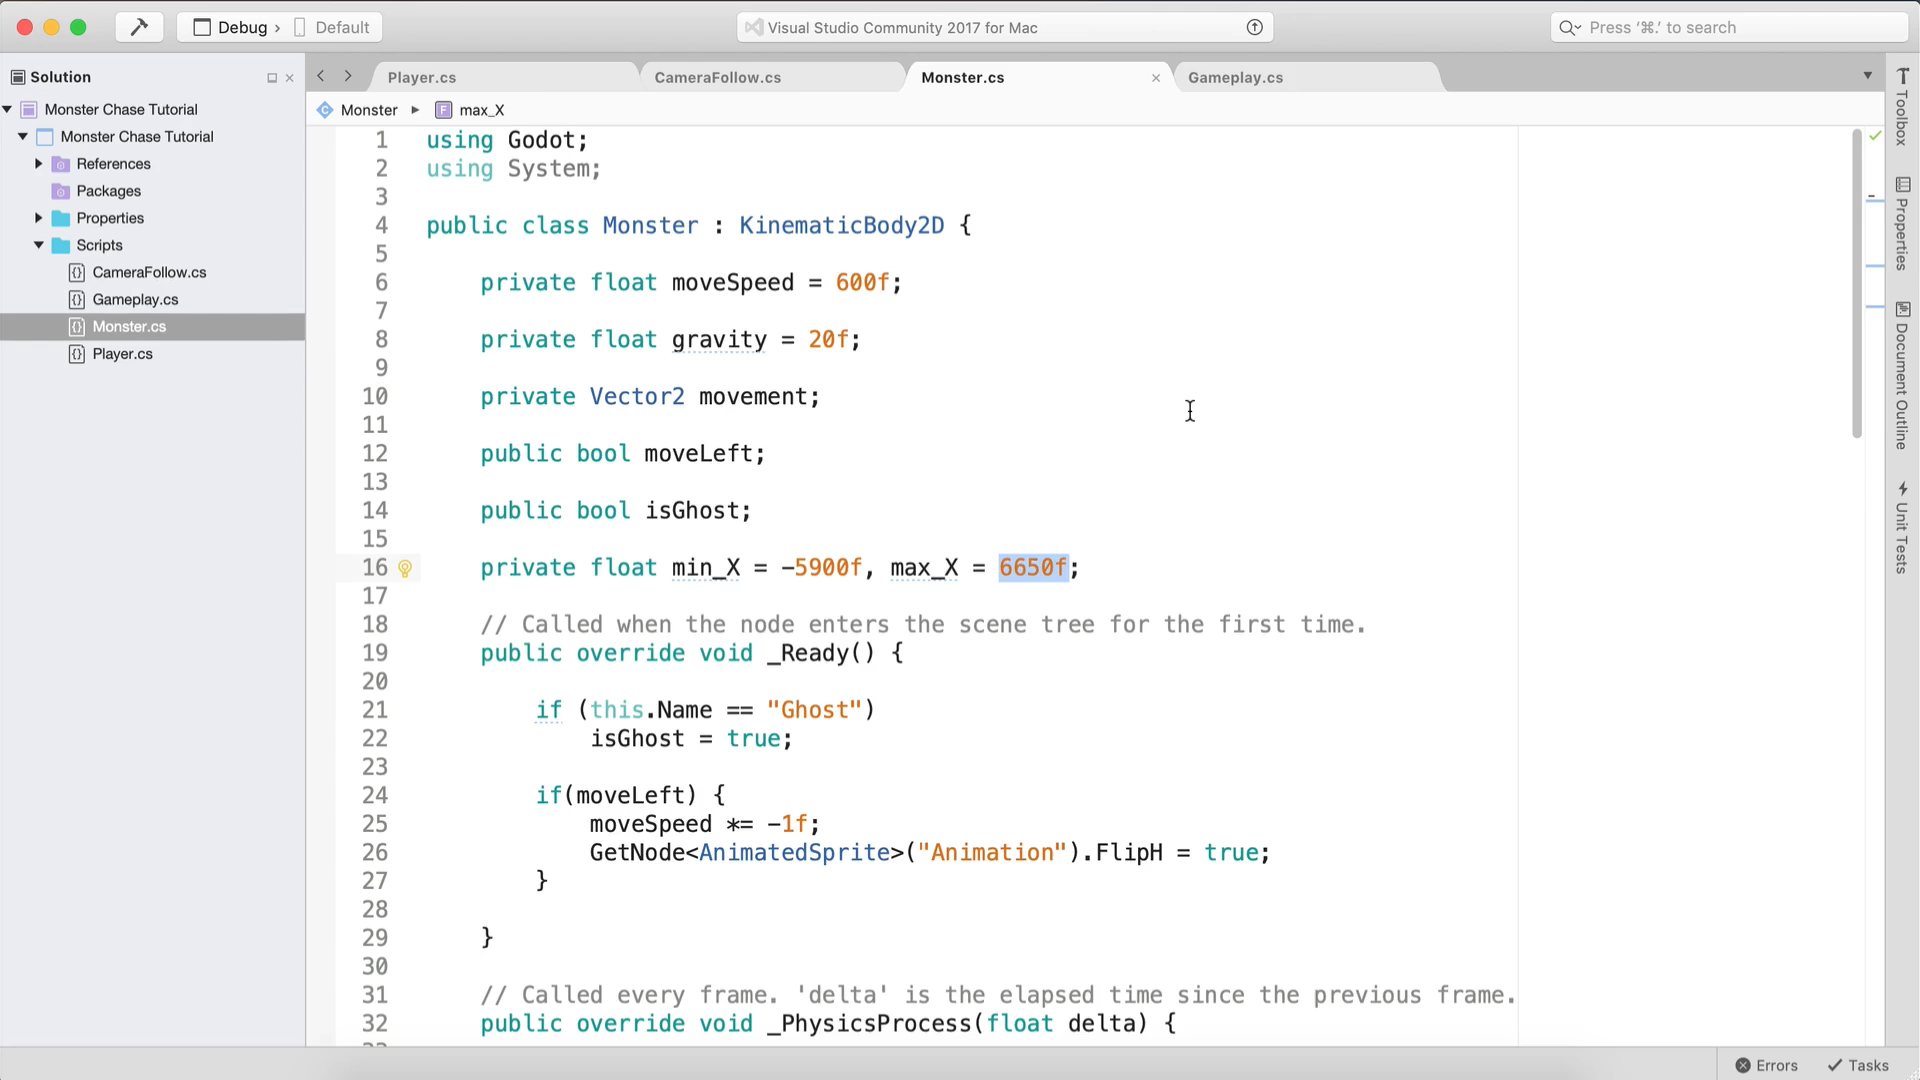 Debug › Default
Visual Studio Community 2017 for Mac
Press '⌘.' to search
Solution
Monster Chase Tutorial
Monster Chase Tutorial
References
Packages
Properties
Scripts
CameraFollow.cs
Gameplay.cs
Monster.cs
Player.cs
Player.cs
CameraFollow.cs
Monster.cs
Gameplay.cs
Monster
max_X
1 using Godot;
2 using System;
3
4 public class Monster : KinematicBody2D {
5
6 private float moveSpeed = 600f;
7
8 private float gravity = 20f;
9
10 private Vector2 movement;
11
12 public bool moveLeft;
13
14 public bool isGhost;
15
16 private float min_X = -5900f, max_X = 6650f;
17
18 // Called when the node enters the scene tree for the first time.
19 public override void _Ready() {
20
21 if (this.Name == "Ghost")
22 isGhost = true;
23
24 if(moveLeft) {
25 moveSpeed *= -1f;
26 GetNode<AnimatedSprite>("Animation").FlipH = true;
27 }
28
29 }
30
31 // Called every frame. 'delta' is the elapsed time since the previous frame.
32 public override void _PhysicsProcess(float delta) {
Toolbox
Properties
Document Outline
Unit Tests
Errors
Tasks